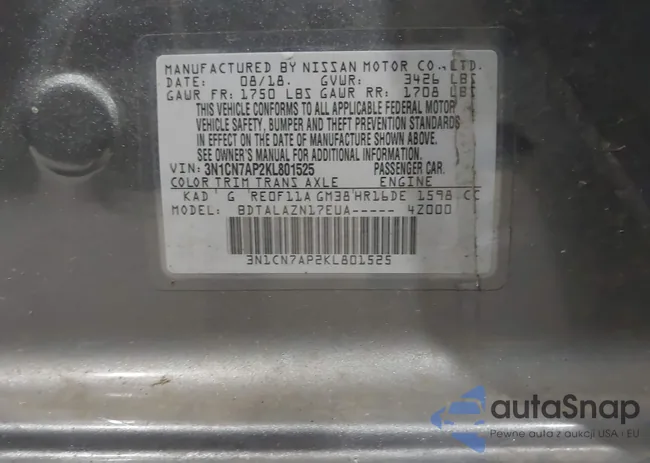 MANUFACTURED BY NISSAN MOTOR CO., LTD.
DATE: 08/18. GVWR: 3426 LBS
GAWR FR: 1750 LBS GAWR RR: 1708 LBS
THIS VEHICLE CONFORMS TO ALL APPLICABLE FEDERAL MOTOR
VEHICLE SAFETY, BUMPER AND THEFT PREVENTION STANDARDS
IN EFFECT ON THE DATE OF MANUFACTURE SHOWN ABOVE.
SEE OWNER'S MANUAL FOR ADDITIONAL INFORMATION.
VIN: 3N1CN7AP2KL801525 PASSENGER CAR.
COLOR TRIM TRANS AXLE ENGINE
KAD G RE0F11A GM38 HR16DE 1598 CC
MODEL: BDTALAZN17EUA----- 4Z000
3N1CN7AP2KL801525
autaSnap
Pewne auta z aukcji USA i EU